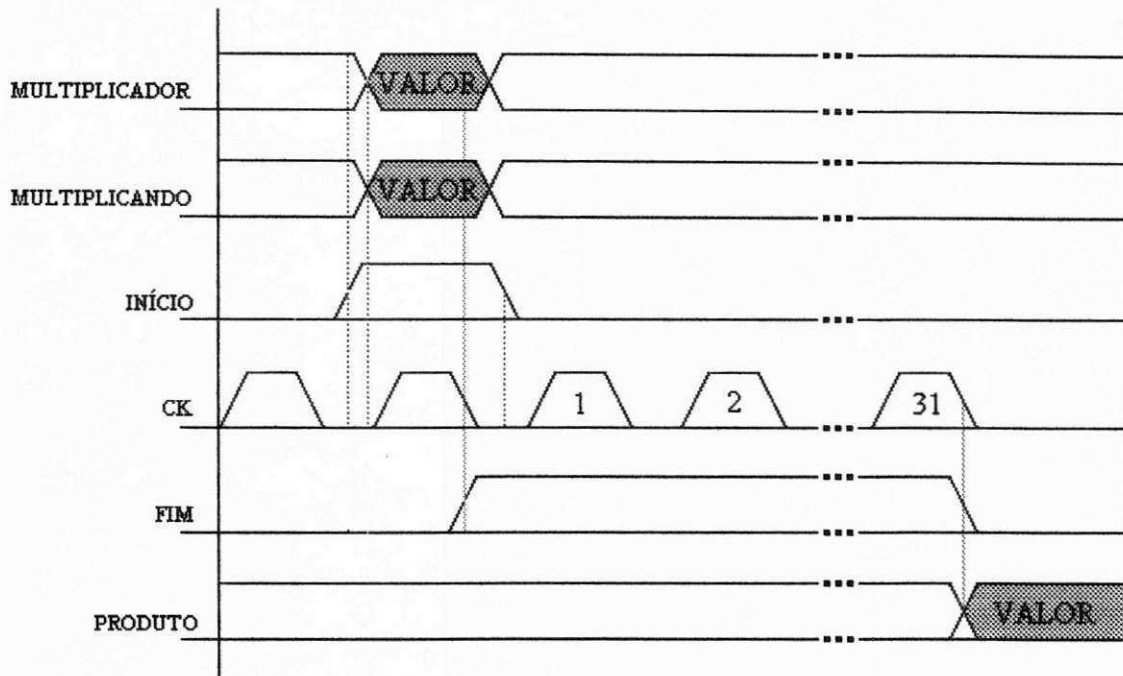 MULTIPLICADOR
VALOR
MULTIPLICANDO
VALOR
INÍCIO
CK
1
2
31
FIM
PRODUTO
VALOR